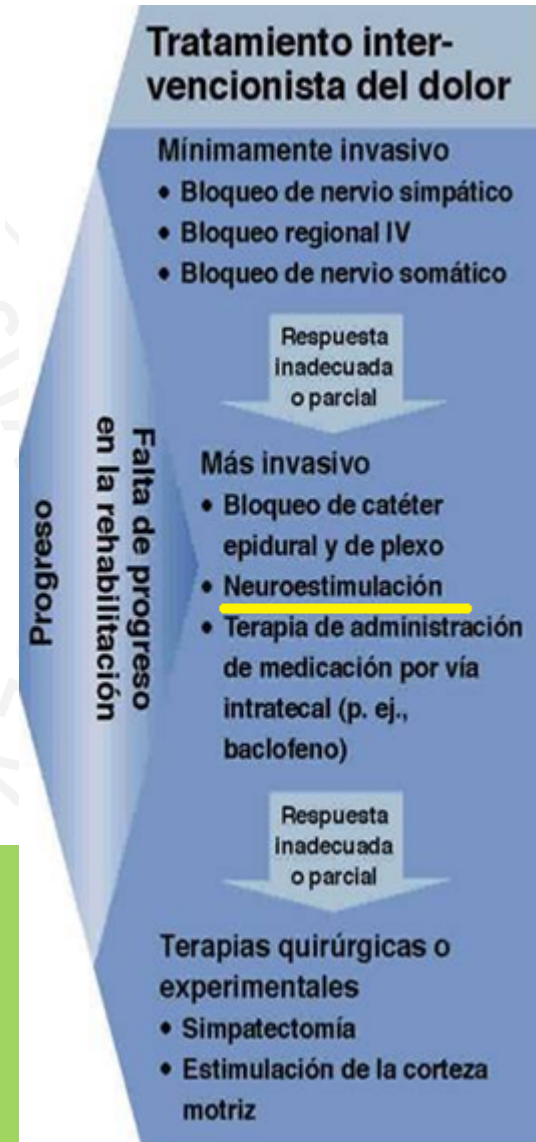 Tratamiento inter-
vencionista del dolor
Mínimamente invasivo
• Bloqueo de nervio simpático
• Bloqueo regional IV
• Bloqueo de nervio somático
Respuesta
inadecuada
o parcial
Progreso
Falta de progreso
en la rehabilitación
Más invasivo
• Bloqueo de catéter
epidural y de plexo
• Neuroestimulación
• Terapia de administración
de medicación por vía
intratecal (p. ej.,
baclofeno)
Respuesta
inadecuada
o parcial
Terapias quirúrgicas o
experimentales
• Simpatectomía
• Estimulación de la corteza
motriz